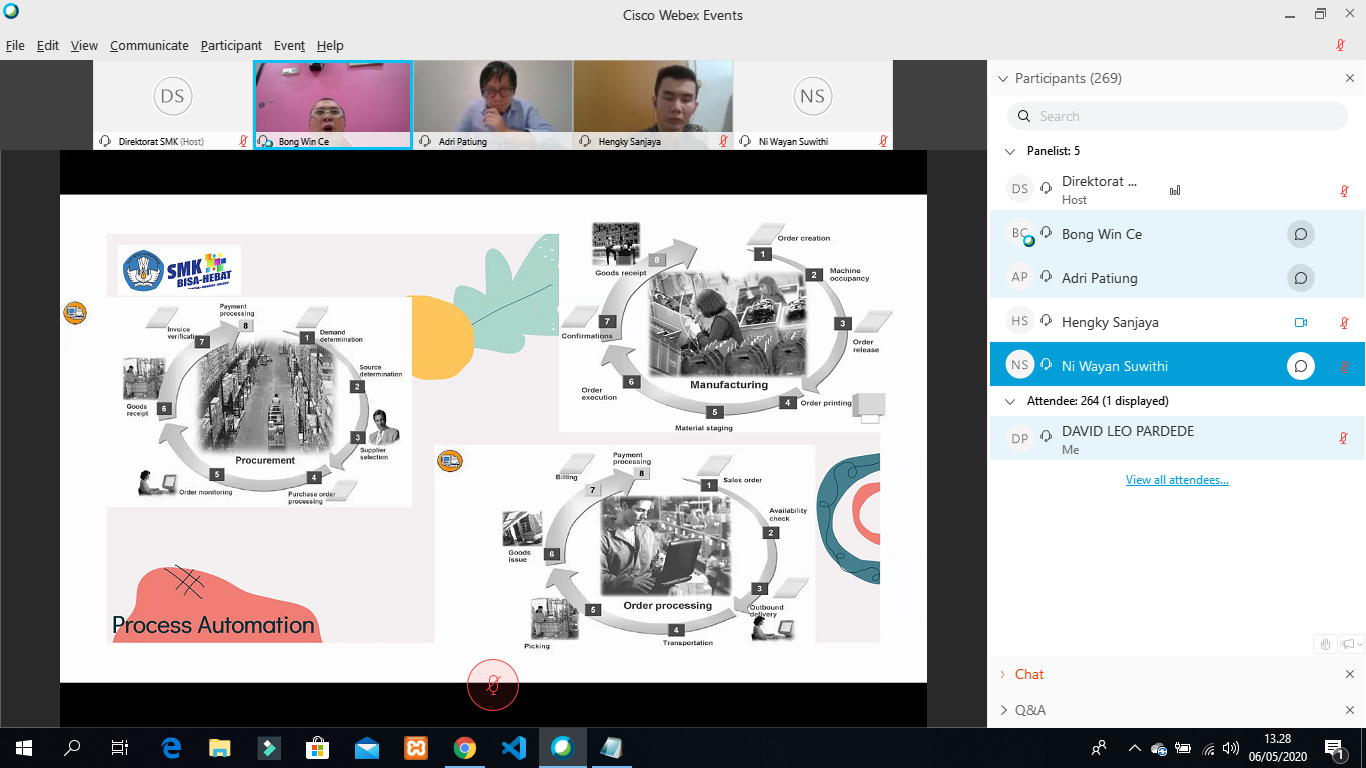 Cisco Webex Events
File Edit View Communicate Participant Event Help
DS
Direktorat SMK (Host)
Bong Win Ce
Adri Patiung
Hengky Sanjaya
NS
Ni Wayan Suwithi
SMK
BISA-HEBAT
Payment
processing
8
Invoice
verification
7
1
Demand
determination
Source
determination
2
3
Supplier
selection
4
Purchase order
processing
5
Order monitoring
Goods
receipt
6
Procurement
Order creation
1
2
Machine
occupancy
3
Order
release
4
Order printing
5
Material staging
6
Order
execution
7
Confirmations
8
Goods receipt
Manufacturing
Payment
processing
8
Billing
7
1
Sales order
Availability
check
2
3
Outbound
delivery
4
Transportation
5
Picking
6
Goods
issue
Order processing
Process Automation
Participants (269)
Search
Panelist: 5
DS
Direktorat ...
Host
BC
Bong Win Ce
AP
Adri Patiung
HS
Hengky Sanjaya
NS
Ni Wayan Suwithi
Attendee: 264 (1 displayed)
DP
DAVID LEO PARDEDE
Me
View all attendees...
Chat
Q&A
13.28
06/05/2020
1